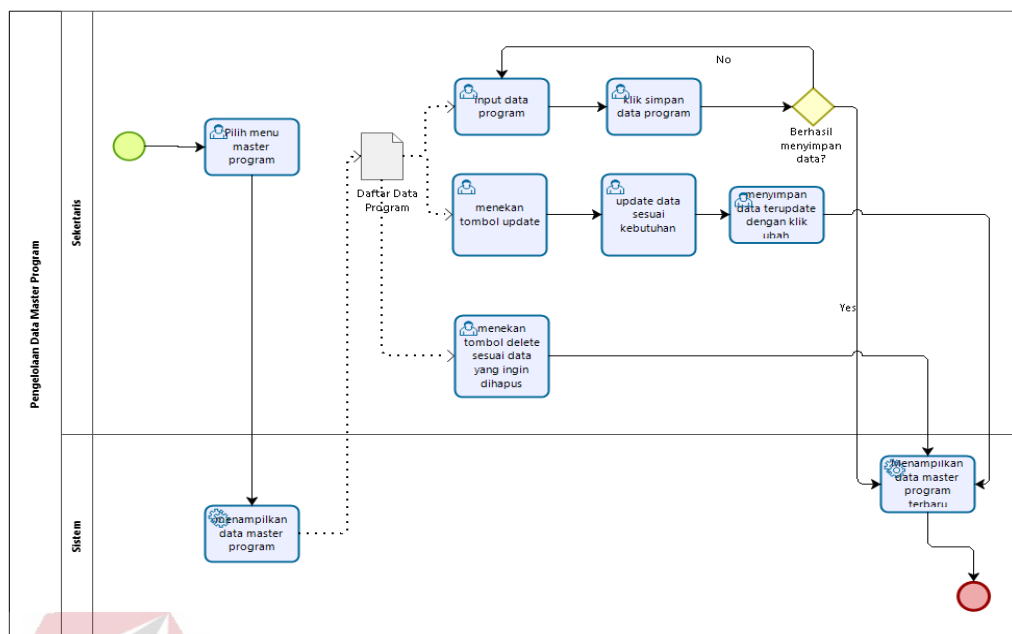 Pengelolaan Data Master Program
Sekertaris
Sistem
Pilih menu
master
program
Daftar Data
Program
input data
program
klik simpan
data program
No
Berhasil
menyimpan
data?
menekan
tombol update
update data
sesuai
kebutuhan
menyimpan
data terupdate
dengan klik
ubah
Yes
menekan
tombol delete
sesuai data
yang ingin
dihapus
menampilkan
data master
program
Menampilkan
data master
program
terbaru